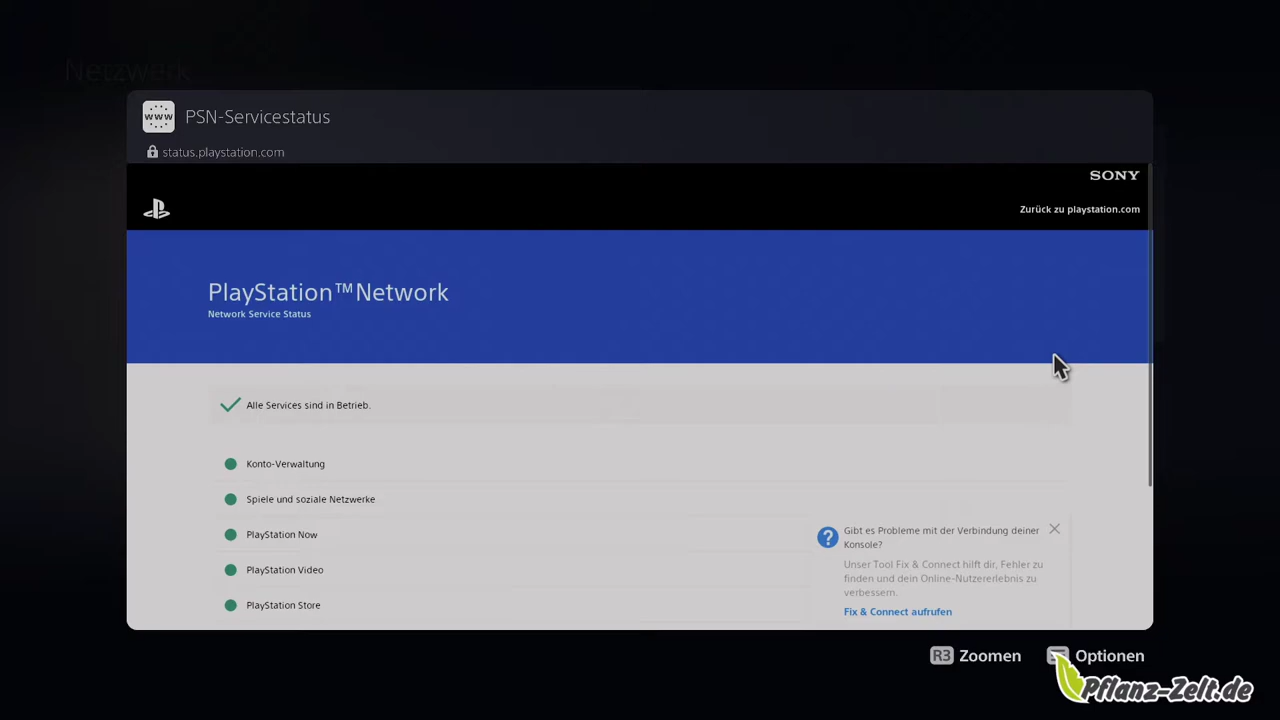 Netzwerk
www
PSN-Servicestatus
status.playstation.com
SONY
Zurück zu playstation.com
PlayStation™Network
Network Service Status
Alle Services sind in Betrieb.
Konto-Verwaltung
Spiele und soziale Netzwerke
PlayStation Now
PlayStation Video
PlayStation Store
Gibt es Probleme mit der Verbindung deiner
Konsole?
Unser Tool Fix & Connect hilft dir, Fehler zu
finden und dein Online-Nutzererlebnis zu
verbessern.
Fix & Connect aufrufen
R3 Zoomen
Optionen
Pflanz-Zelt.de